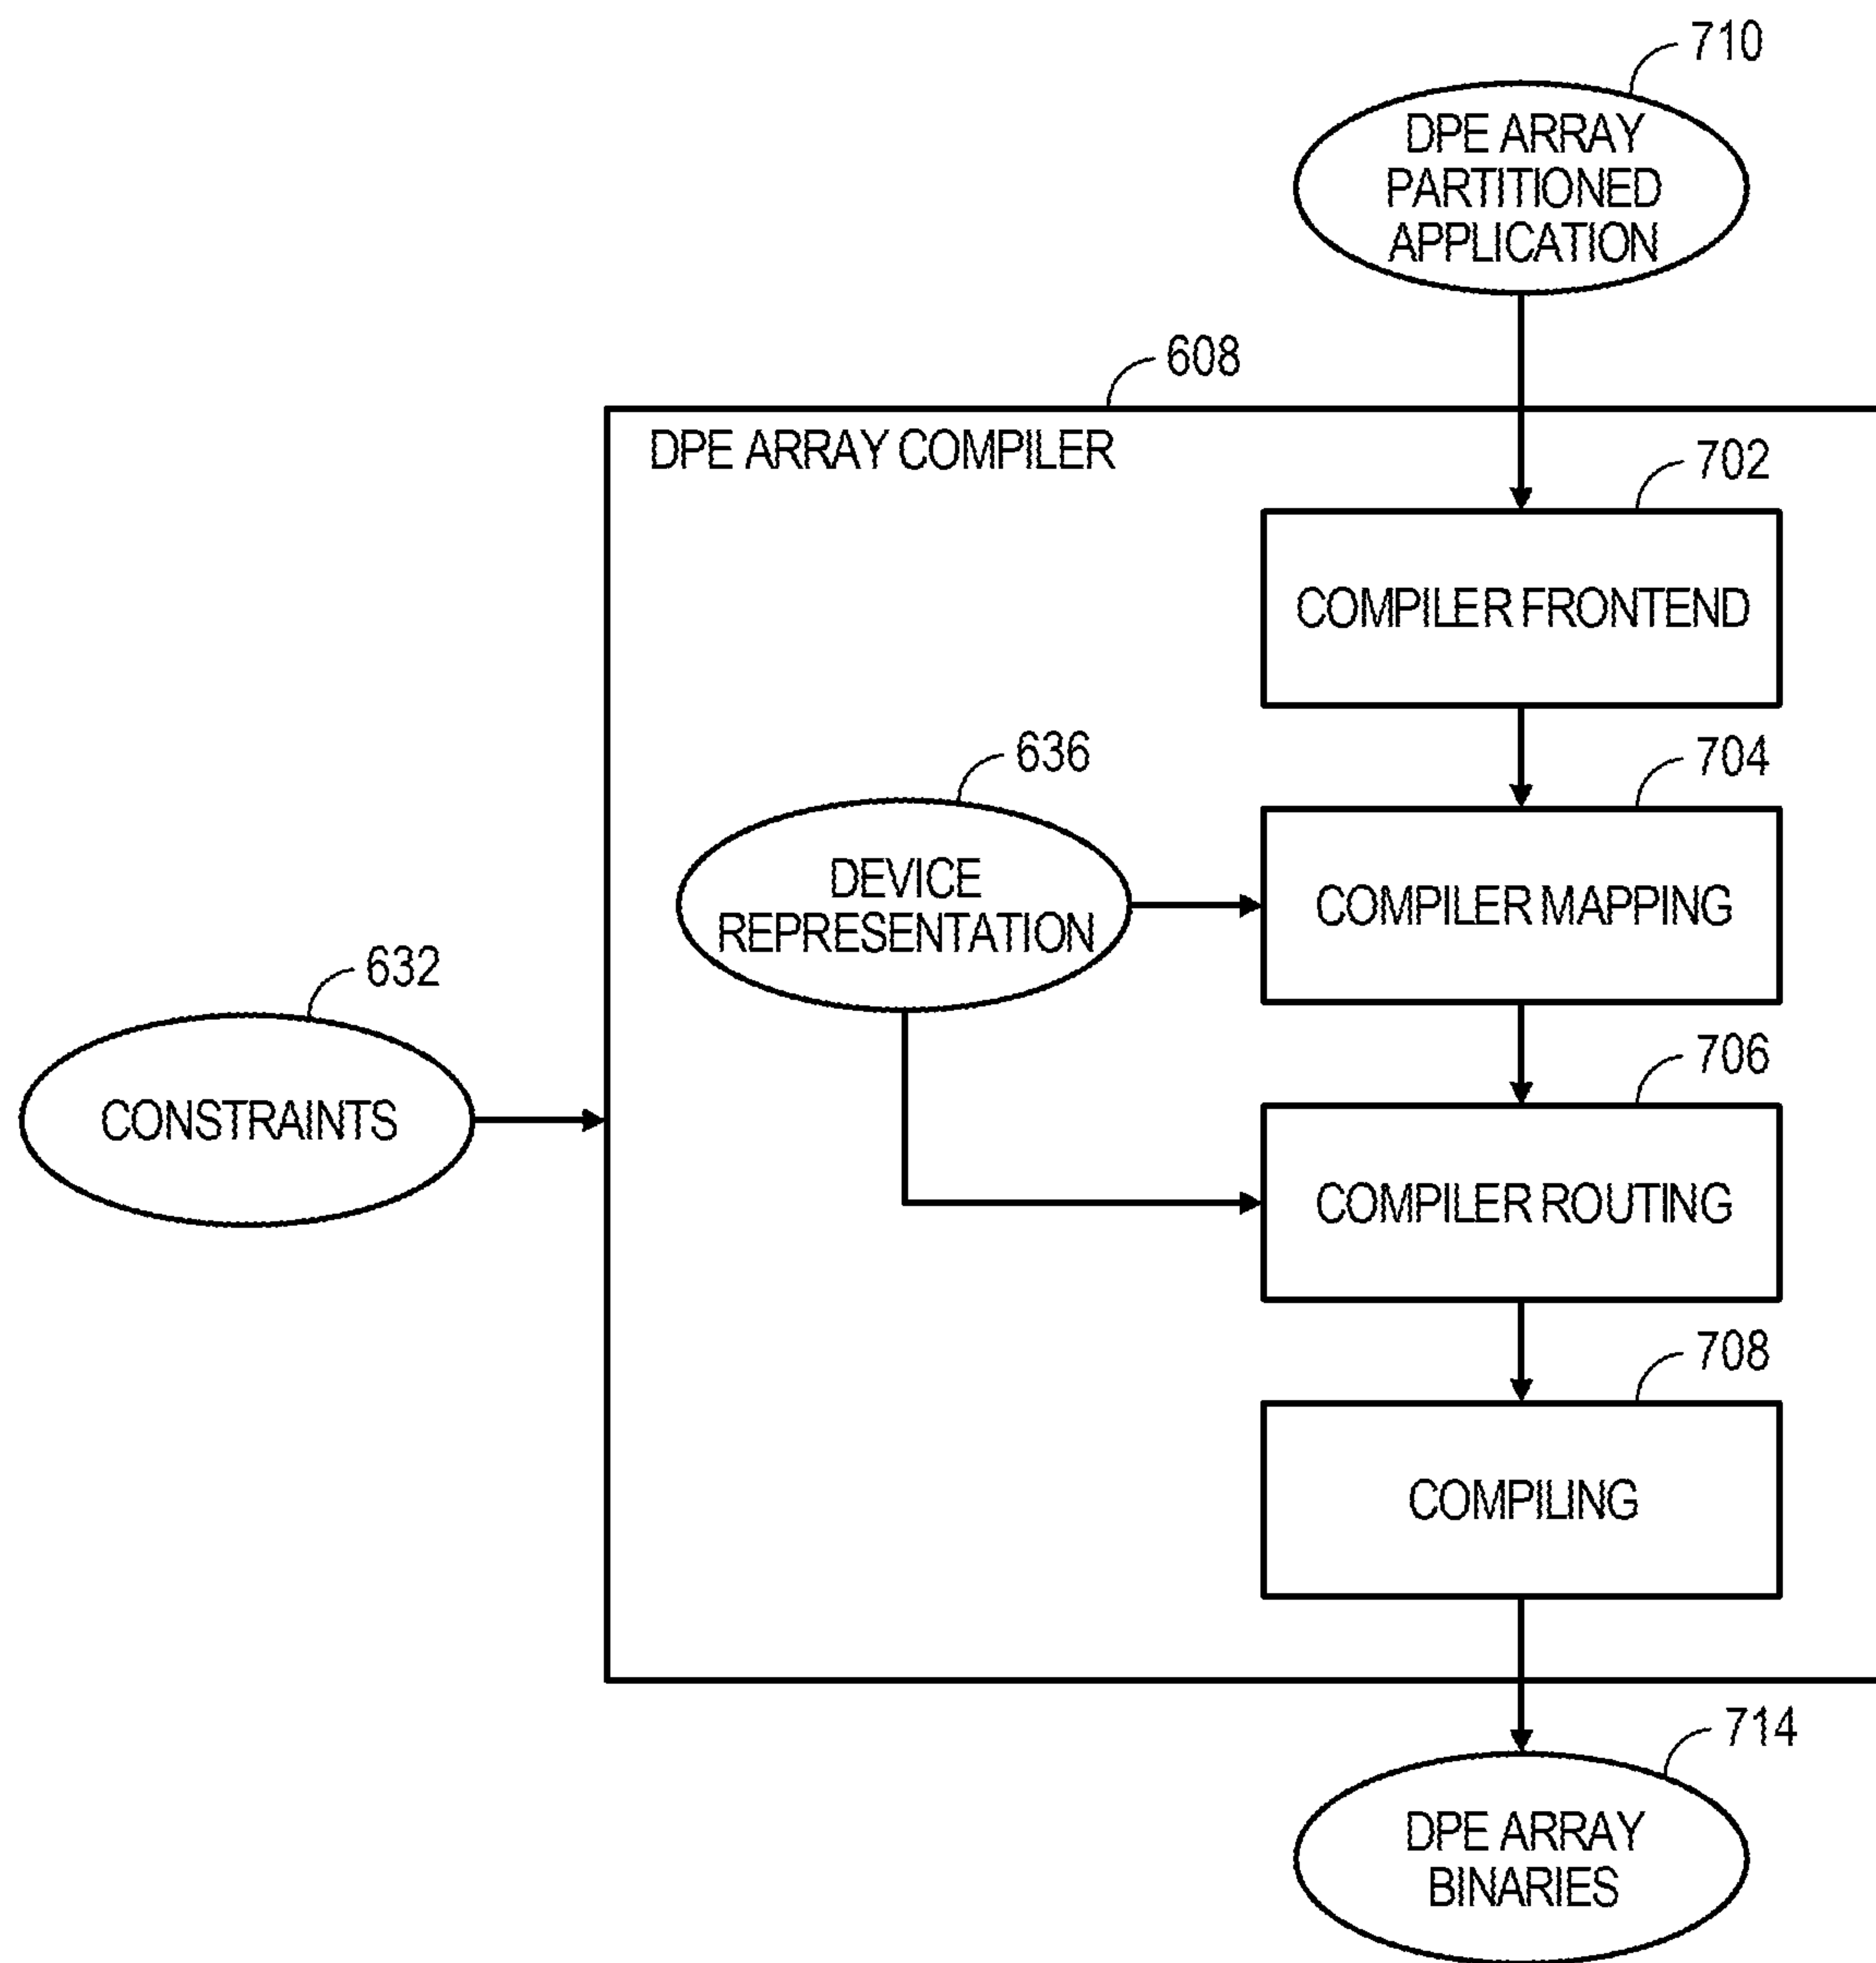 710
DPE ARRAY
PARTITIONED
APPLICATION
608
DPE ARRAY COMPILER
702
COMPILER FRONTEND
704
636
DEVICE
REPRESENTATION
COMPILER MAPPING
632
CONSTRAINTS
706
COMPILER ROUTING
708
COMPILING
714
DPE ARRAY
BINARIES